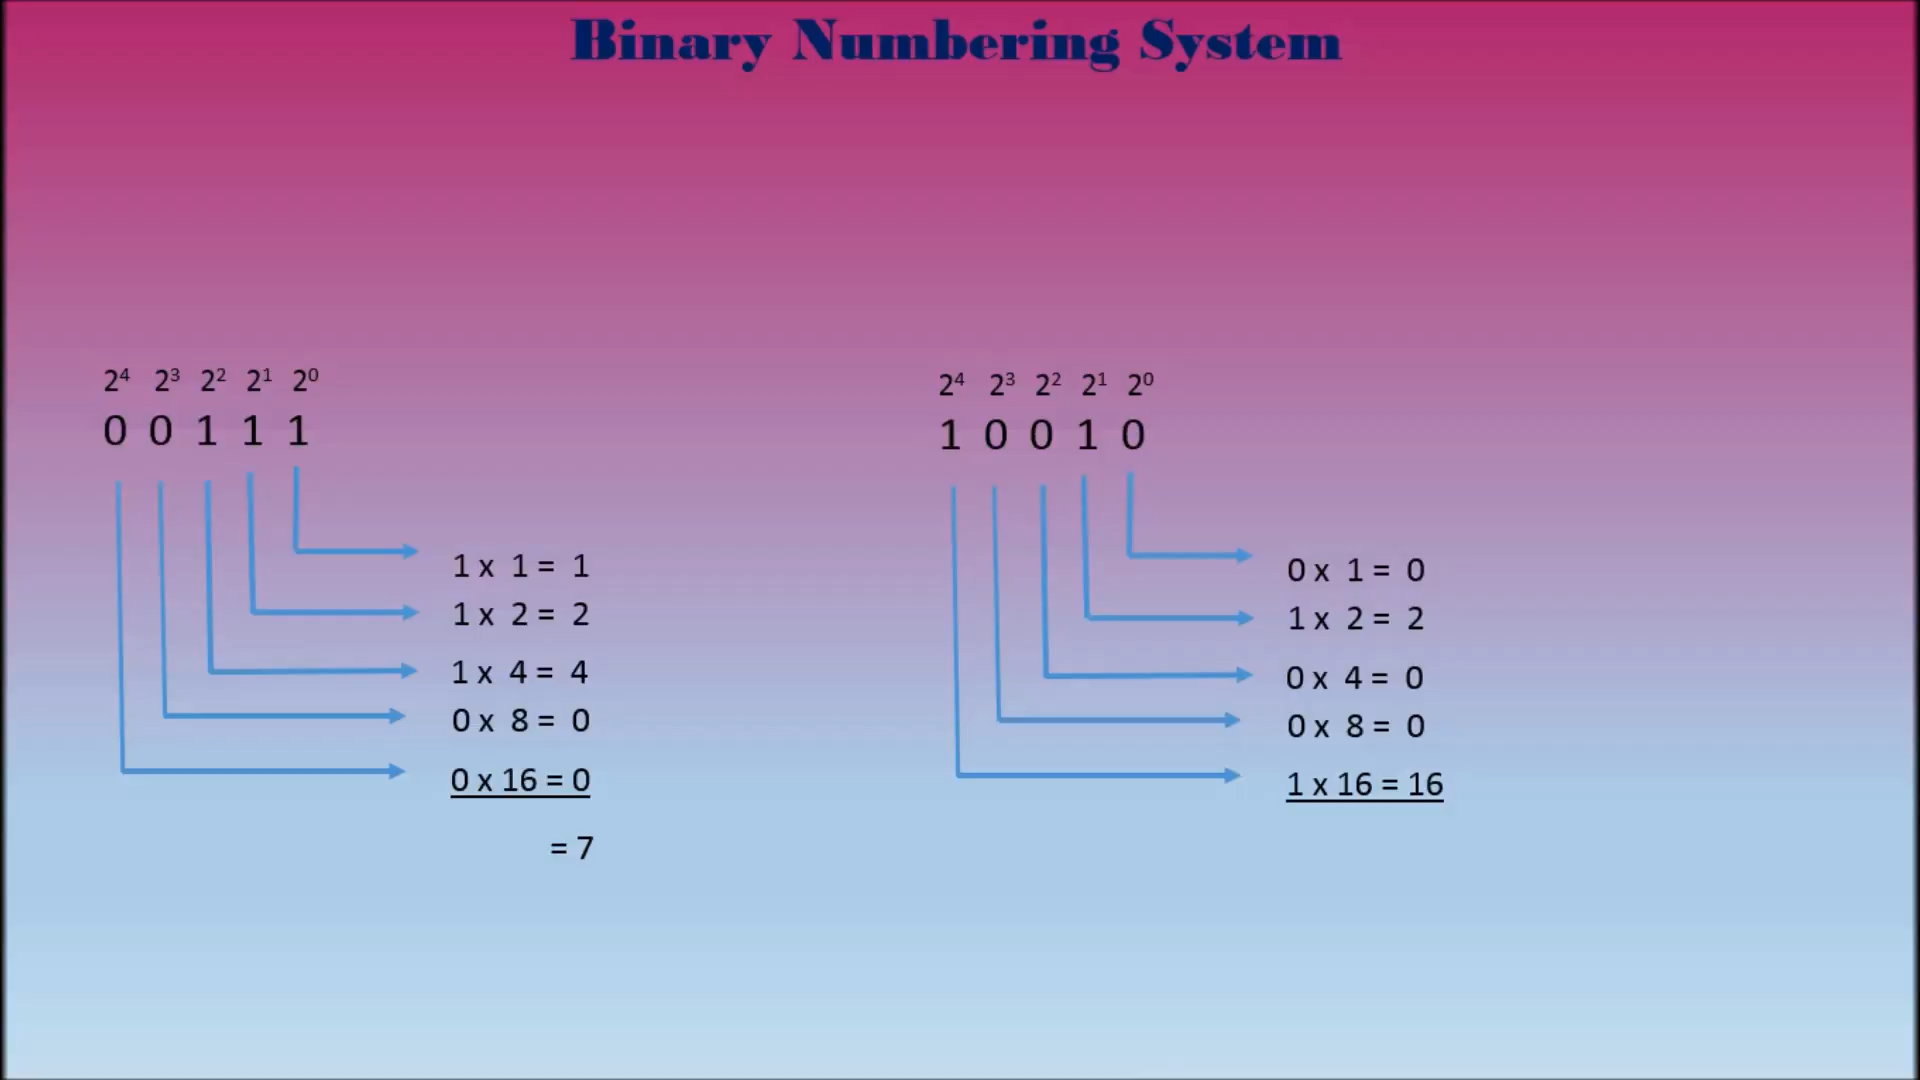 Binary Numbering System
2⁴ 2³ 2² 2¹ 2⁰
0 0 1 1 1
1 x 1 = 1
1 x 2 = 2
1 x 4 = 4
0 x 8 = 0
0 x 16 = 0
= 7
2⁴ 2³ 2² 2¹ 2⁰
1 0 0 1 0
0 x 1 = 0
1 x 2 = 2
0 x 4 = 0
0 x 8 = 0
1 x 16 = 16